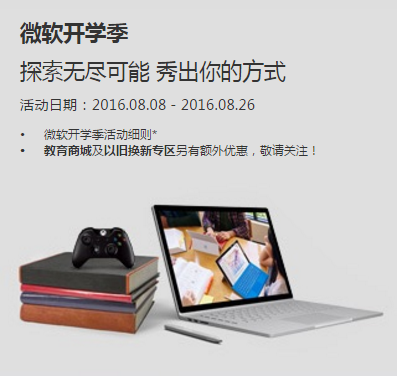 微软开学季
探索无尽可能 秀出你的方式
活动日期：2016.08.08 - 2016.08.26
• 微软开学季活动细则*
• 教育商城及以旧换新专区另有额外优惠，敬请关注！